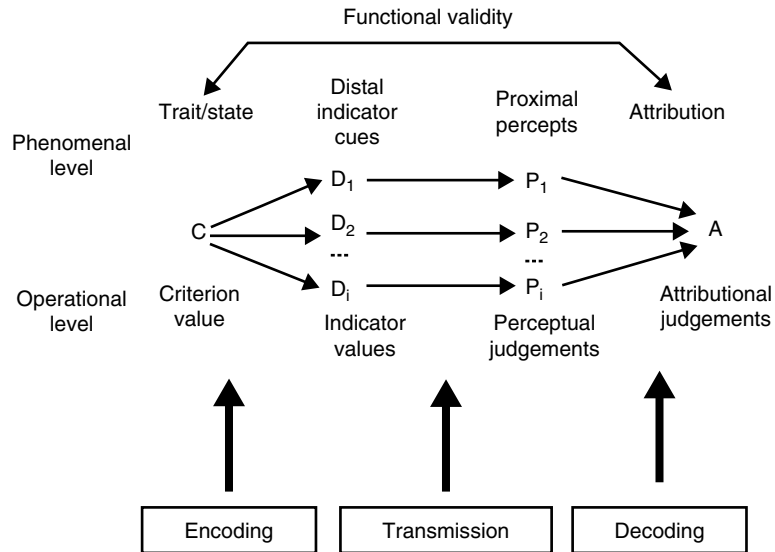 Functional validity
Distal
indicator
cues
Proximal
percepts
Trait/state
Attribution
Phenomenal
level
D1
P1
C
D2
P2
A
...
...
Di
Pi
Operational
level
Criterion
value
Indicator
values
Perceptual
judgements
Attributional
judgements
Encoding
Transmission
Decoding